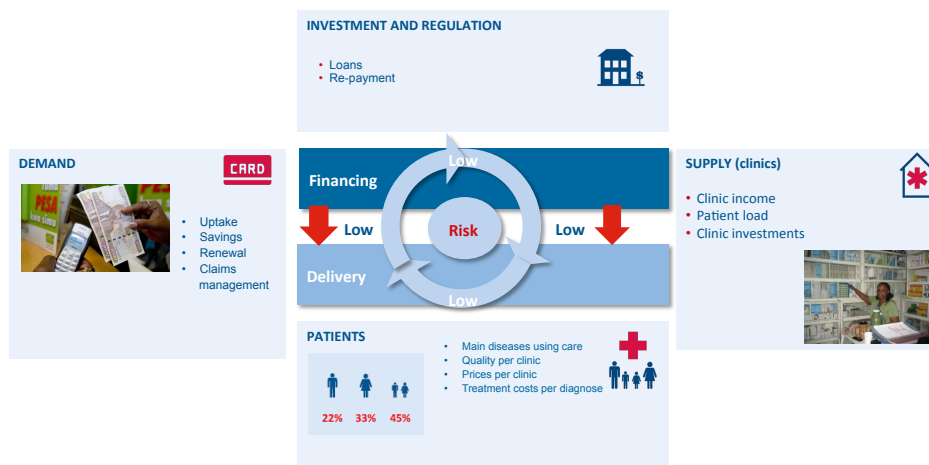 INVESTMENT AND REGULATION
• Loans
• Re-payment
$
DEMAND
CARD
PESA
PESA
• Uptake
• Savings
• Renewal
• Claims
management
Financing
Low
Low
Risk
Low
Delivery
Low
SUPPLY (clinics)
• Clinic income
• Patient load
• Clinic investments
PATIENTS
22% 33% 45%
• Main diseases using care
• Quality per clinic
• Prices per clinic
• Treatment costs per diagnose